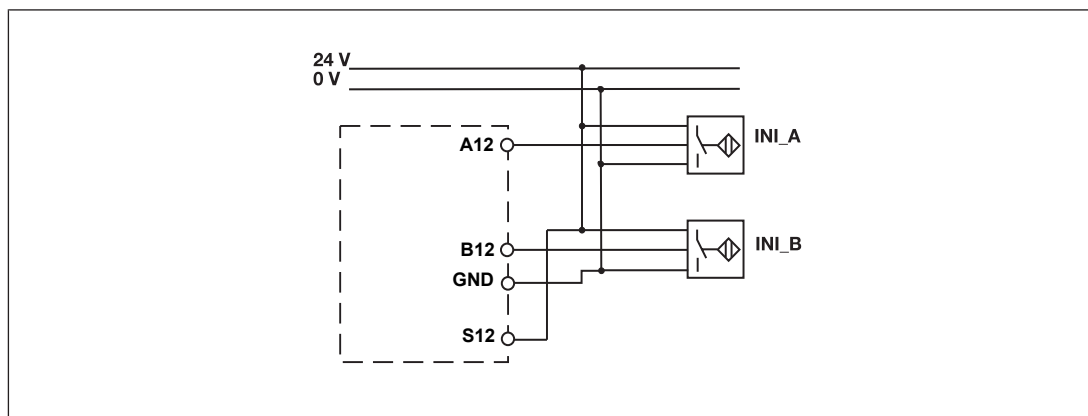 24 V
0 V
A12
INI_A
B12
INI_B
GND
S12